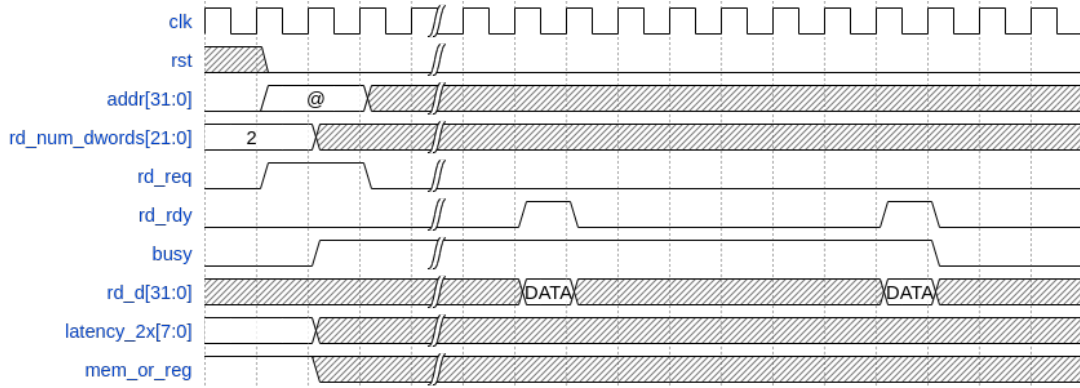 clk
rst
addr[31:0] @
rd_num_dwords[21:0] 2
rd_req
rd_rdy
busy
rd_d[31:0] DATA DATA
latency_2x[7:0]
mem_or_reg